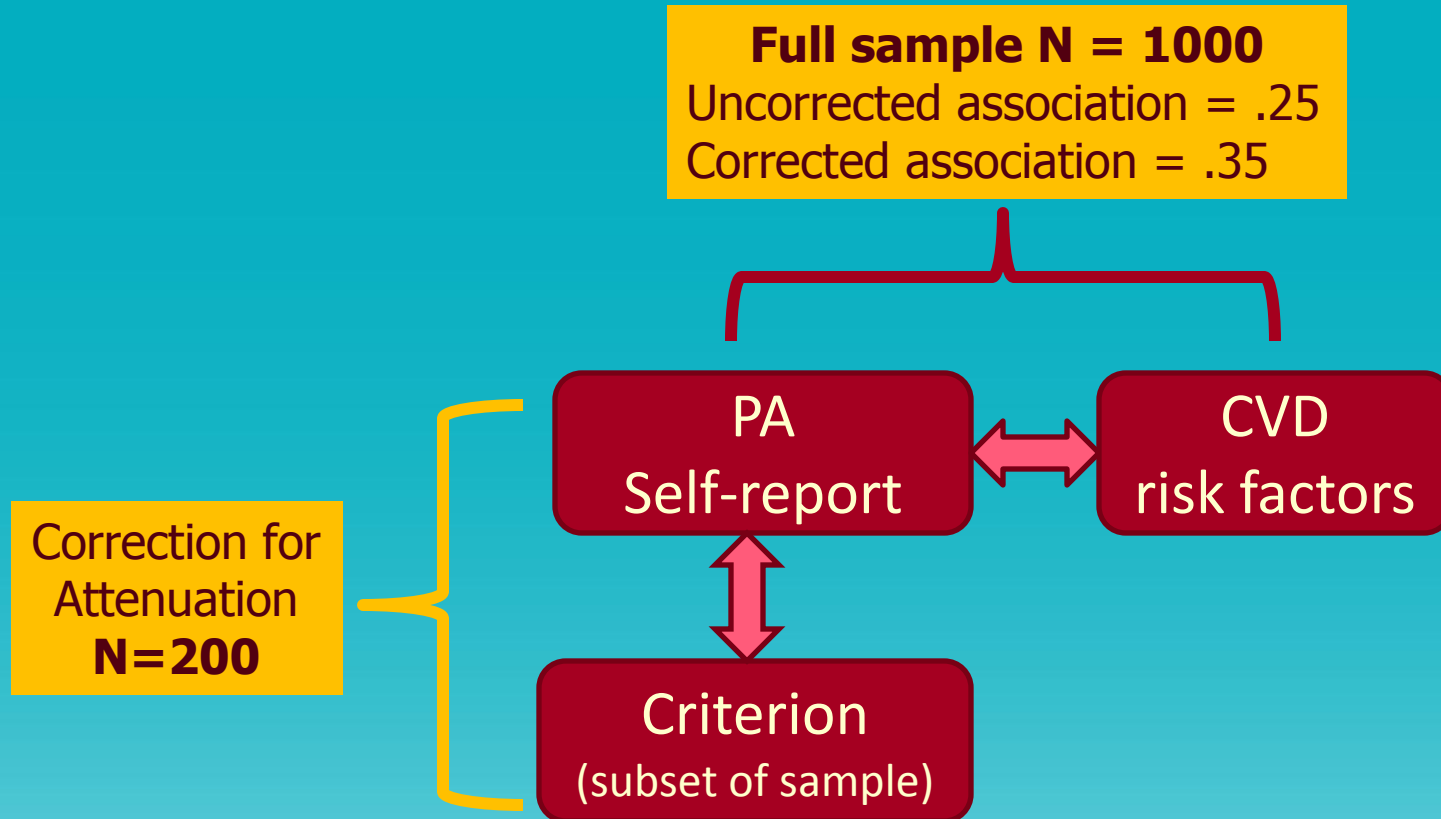 Full sample N = 1000
Uncorrected association = .25
Corrected association = .35
PA
Self-report
CVD
risk factors
Correction for
Attenuation
N=200
Criterion
(subset of sample)